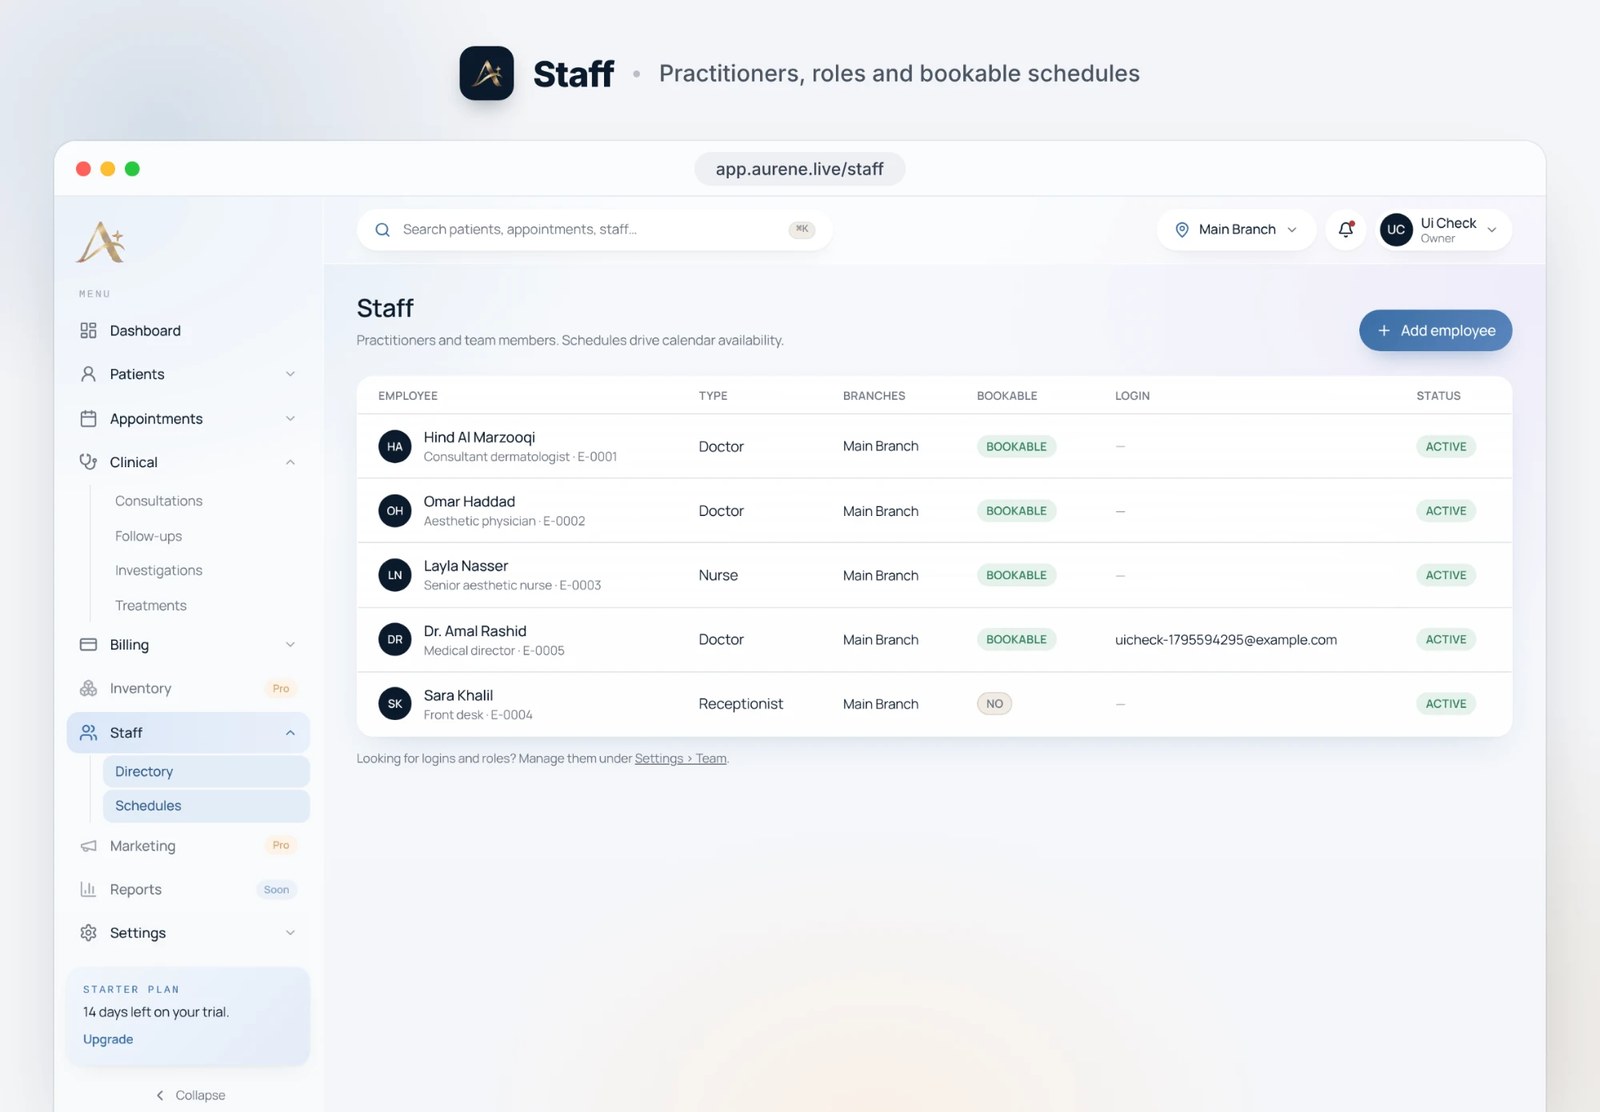 Staff • Practitioners, roles and bookable schedules
app.aurene.live/staff
Search patients, appointments, staff... ⌘K
Main Branch
UC
Ui Check
Owner
MENU
Dashboard
Patients
Appointments
Clinical
Consultations
Follow-ups
Investigations
Treatments
Billing
Inventory Pro
Staff
Directory
Schedules
Marketing Pro
Reports Soon
Settings
STARTER PLAN
14 days left on your trial.
Upgrade
Collapse
Staff
Practitioners and team members. Schedules drive calendar availability.
+ Add employee
EMPLOYEE TYPE BRANCHES BOOKABLE LOGIN STATUS
HA Hind Al Marzooqi Doctor Main Branch BOOKABLE — ACTIVE
Consultant dermatologist · E-0001
OH Omar Haddad Doctor Main Branch BOOKABLE — ACTIVE
Aesthetic physician · E-0002
LN Layla Nasser Nurse Main Branch BOOKABLE — ACTIVE
Senior aesthetic nurse · E-0003
DR Dr. Amal Rashid Doctor Main Branch BOOKABLE uicheck-1795594295@example.com ACTIVE
Medical director · E-0005
SK Sara Khalil Receptionist Main Branch NO — ACTIVE
Front desk · E-0004
Looking for logins and roles? Manage them under Settings › Team.